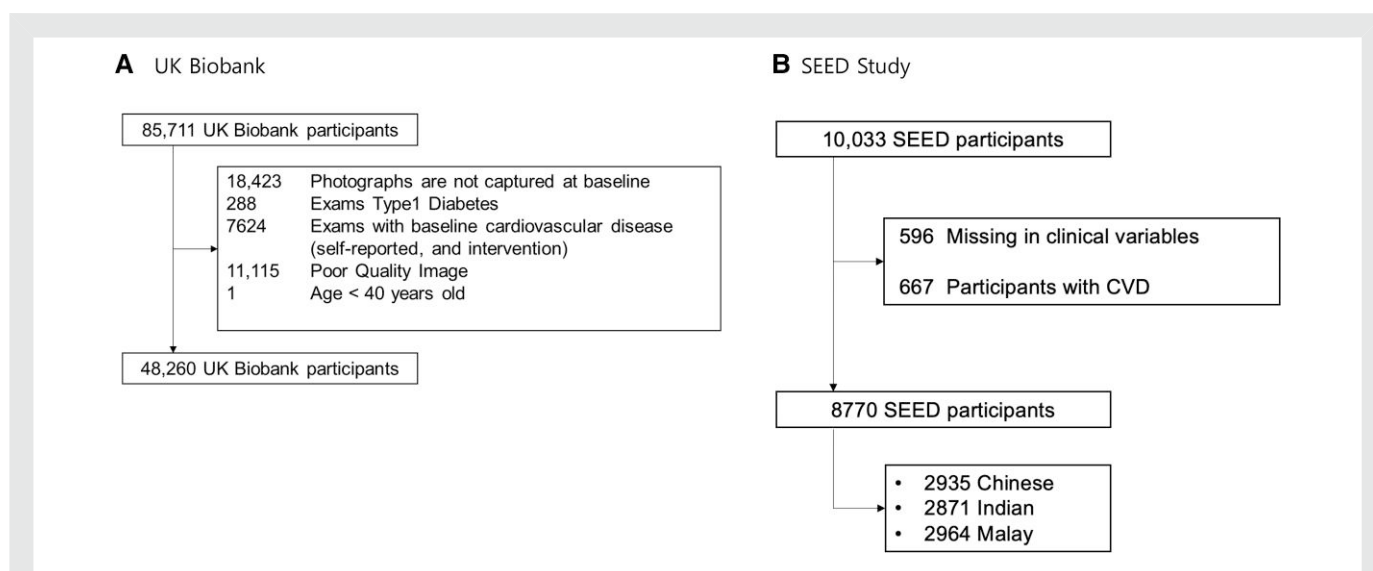 A UK Biobank
85,711 UK Biobank participants
18,423 Photographs are not captured at baseline
288 Exams Type1 Diabetes
7624 Exams with baseline cardiovascular disease
(self-reported, and intervention)
11,115 Poor Quality Image
1 Age < 40 years old
48,260 UK Biobank participants
B SEED Study
10,033 SEED participants
596 Missing in clinical variables
667 Participants with CVD
8770 SEED participants
• 2935 Chinese
• 2871 Indian
• 2964 Malay